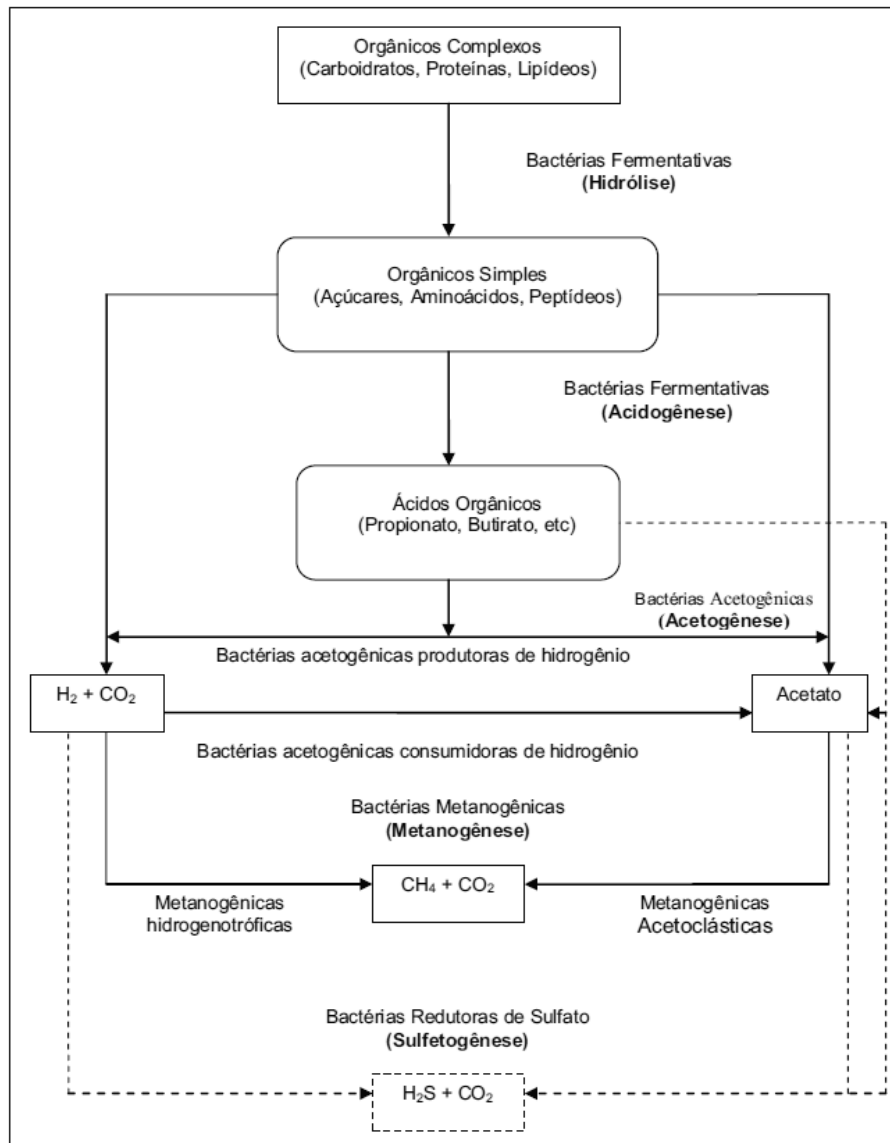 Orgânicos Complexos
(Carboidratos, Proteínas, Lipídeos)
Bactérias Fermentativas
(Hidrólise)
Orgânicos Simples
(Açúcares, Aminoácidos, Peptídeos)
Bactérias Fermentativas
(Acidogênese)
Ácidos Orgânicos
(Propionato, Butirato, etc)
Bactérias Acetogênicas
(Acetogênese)
Bactérias acetogênicas produtoras de hidrogênio
H₂ + CO₂
Acetato
Bactérias acetogênicas consumidoras de hidrogênio
Bactérias Metanogênicas
(Metanogênese)
CH₄ + CO₂
Metanogênicas
hidrogenotróficas
Metanogênicas
Acetoclásticas
Bactérias Redutoras de Sulfato
(Sulfetogênese)
H₂S + CO₂